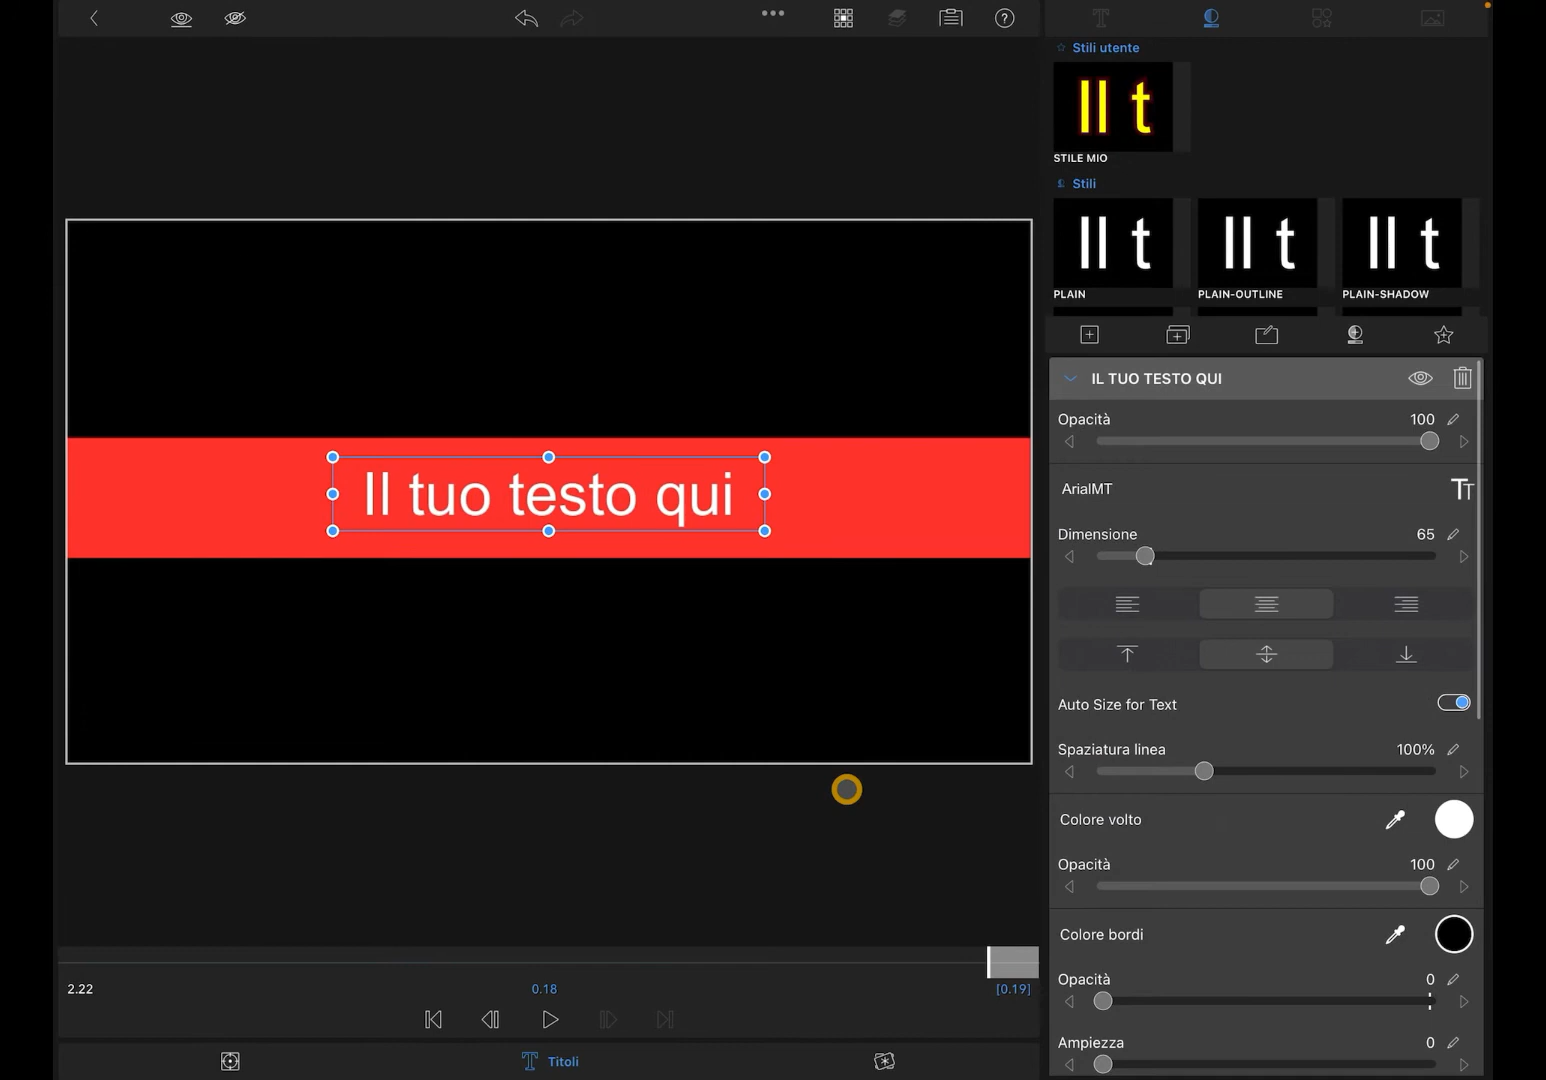 Stili utente
Il t
STILE MIO
Stili
Il t
Il t
Il t
PLAIN
PLAIN-OUTLINE
PLAIN-SHADOW
IL TUO TESTO QUI
Opacità 100
ArialMT
Dimensione 65
Auto Size for Text
Spaziatura linea 100%
Colore volto
Opacità 100
Colore bordi
Opacità 0
Ampiezza 0
Il tuo testo qui
2.22
0.18
[0.19]
Titoli